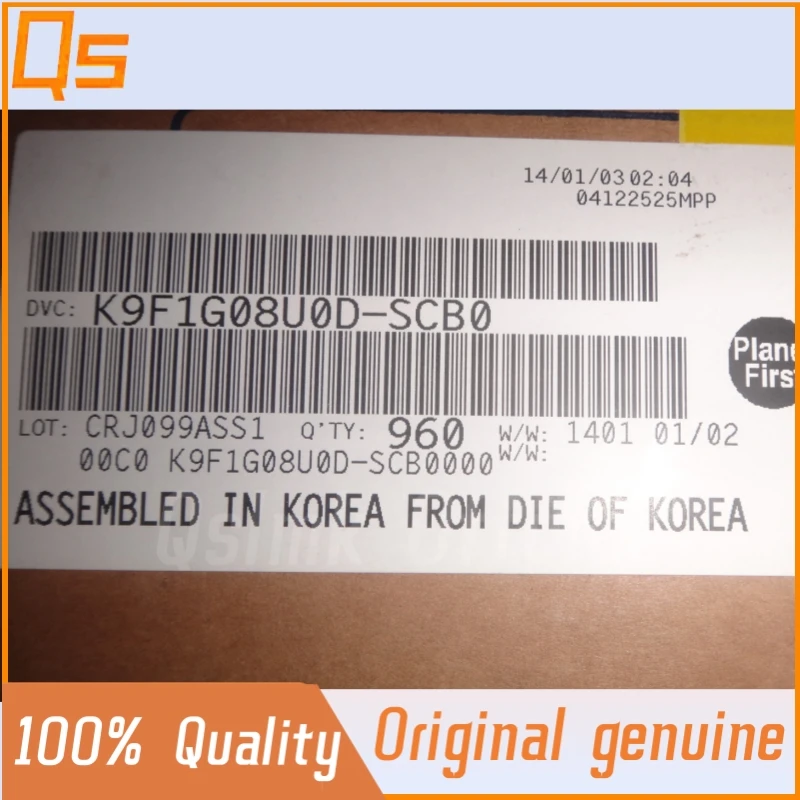 Qs
14/01/03 02:04
04122525MPP
DVC: K9F1G08U0D-SCB0
Plane
First
LOT: CRJ099ASS1 Q'TY: 960 W/W: 1401 01/02
00C0 K9F1G08U0D-SCB0000 W/W:
ASSEMBLED IN KOREA FROM DIE OF KOREA
100% Quality
Original genuine